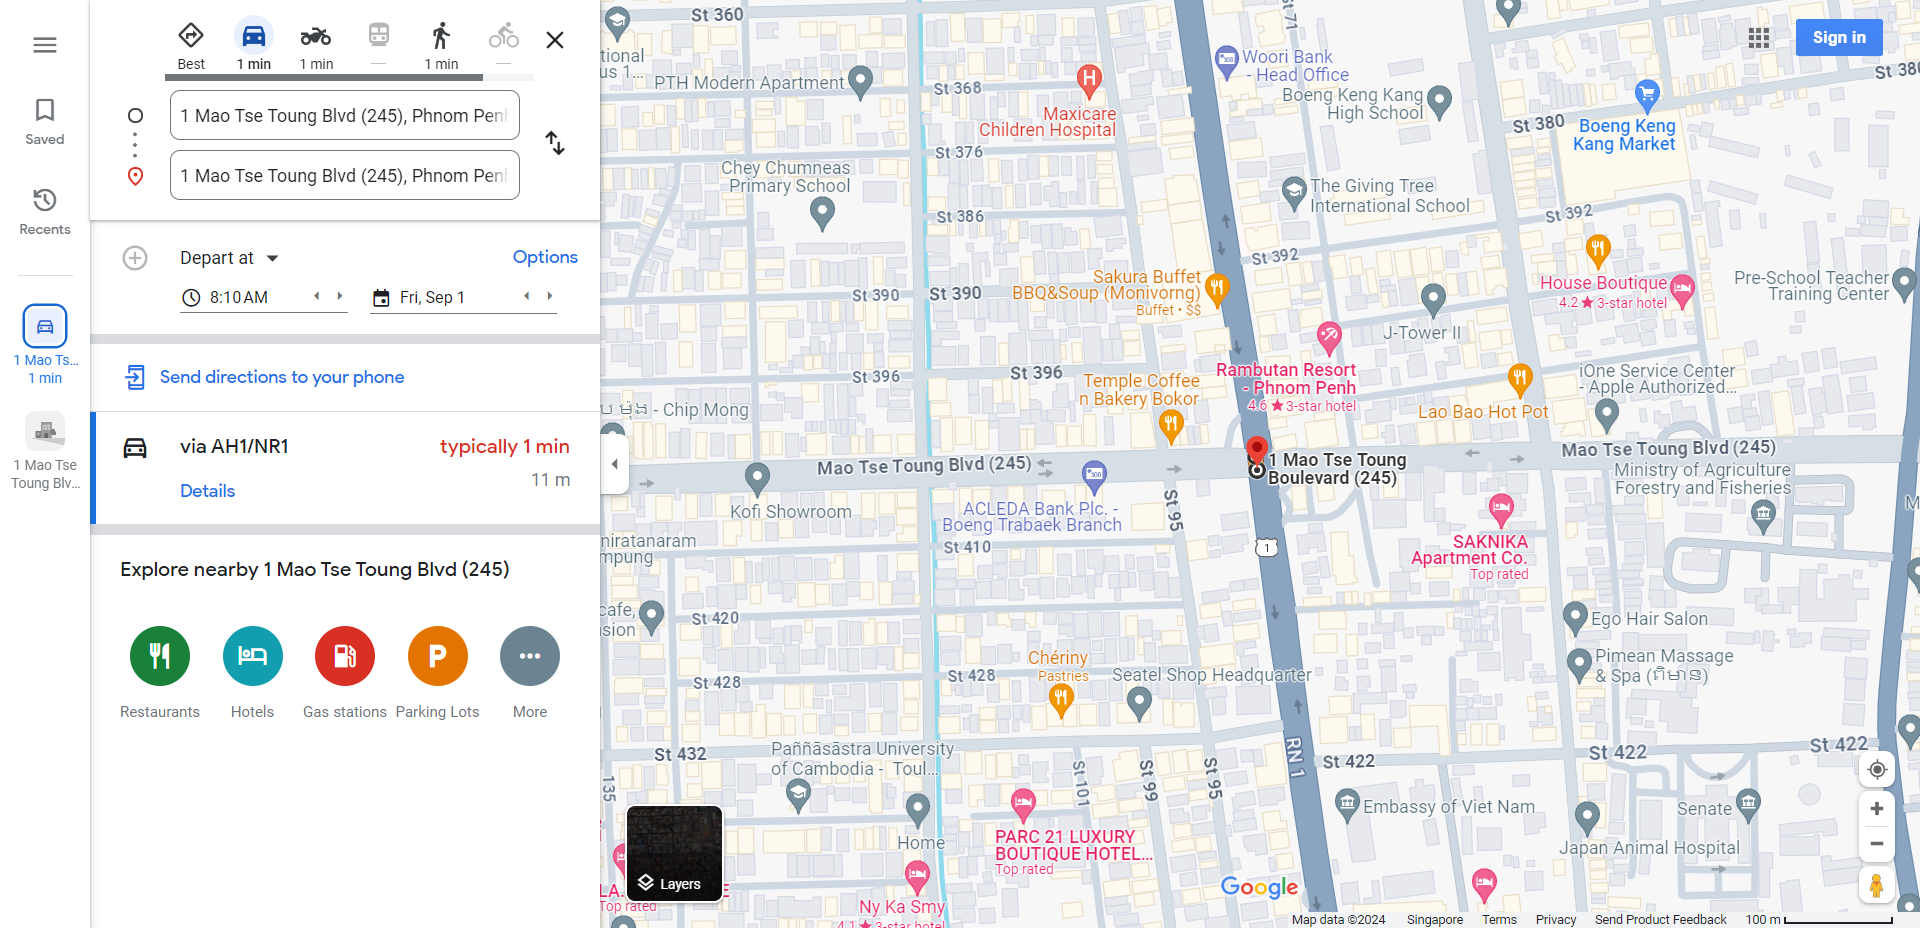 Best
1 min
1 min
1 min
1 Mao Tse Toung Blvd (245), Phnom Penh
1 Mao Tse Toung Blvd (245), Phnom Penh
Saved
Recents
1 Mao Ts...
1 min
1 Mao Tse
Toung Blv...
Depart at
Options
8:10 AM
Fri, Sep 1
Send directions to your phone
via AH1/NR1
typically 1 min
11 m
Details
Explore nearby 1 Mao Tse Toung Blvd (245)
Restaurants
Hotels
Gas stations
Parking Lots
More
Sign in
St 360
St 71
tional
us 1...
PTH Modern Apartment
St 368
Maxicare
Children Hospital
Woori Bank
- Head Office
Boeng Keng Kang
High School
St 380
St 380
Boeng Keng
Kang Market
St 376
Chey Chumneas
Primary School
St 386
The Giving Tree
International School
St 392
St 392
Sakura Buffet
BBQ&Soup (Monivorng)
Buffet • $$
St 390
St 390
House Boutique
4.2 ★ 3-star hotel
Pre-School Teacher
Training Center
J-Tower II
Rambutan Resort
- Phnom Penh
4.6 ★ 3-star hotel
St 396
St 396
Temple Coffee
n Bakery Bokor
iOne Service Center
- Apple Authorized...
Lao Bao Hot Pot
- Chip Mong
Mao Tse Toung Blvd (245)
Mao Tse Toung Blvd (245)
1 Mao Tse Toung
Boulevard (245)
Ministry of Agriculture
Forestry and Fisheries
Kofi Showroom
ACLEDA Bank Plc. -
Boeng Trabaek Branch
St 95
SAKNIKA
Apartment Co.
Top rated
niratanaram
mpung
St 410
1
cafe,
sion
St 420
Ego Hair Salon
Pimean Massage
& Spa (ពិមាន)
Chériny
Pastries
Seatel Shop Headquarter
St 428
St 428
St 432
Paññāsāstra University
of Cambodia - Toul...
RN 1
St 422
St 422
St 422
135
St 101
St 99
St 95
Embassy of Viet Nam
Senate
Home
PARC 21 LUXURY
BOUTIQUE HOTEL...
Top rated
Japan Animal Hospital
Layers
LA.
E
Top rated
Ny Ka Smy
4.1 ★ 3-star hotel
Google
Map data ©2024
Singapore
Terms
Privacy
Send Product Feedback
100 m